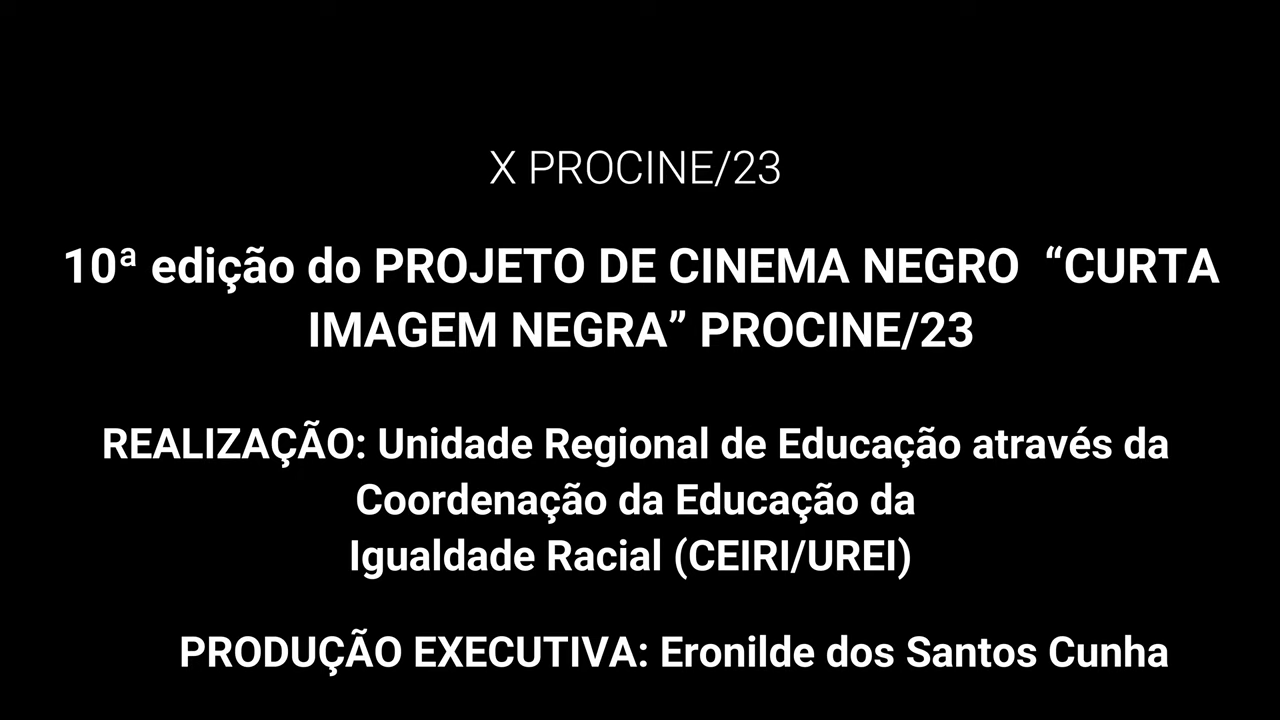 X PROCINE/23
10ª edição do PROJETO DE CINEMA NEGRO “CURTA
IMAGEM NEGRA” PROCINE/23
REALIZAÇÃO: Unidade Regional de Educação através da
Coordenação da Educação da
Igualdade Racial (CEIRI/UREI)
PRODUÇÃO EXECUTIVA: Eronilde dos Santos Cunha